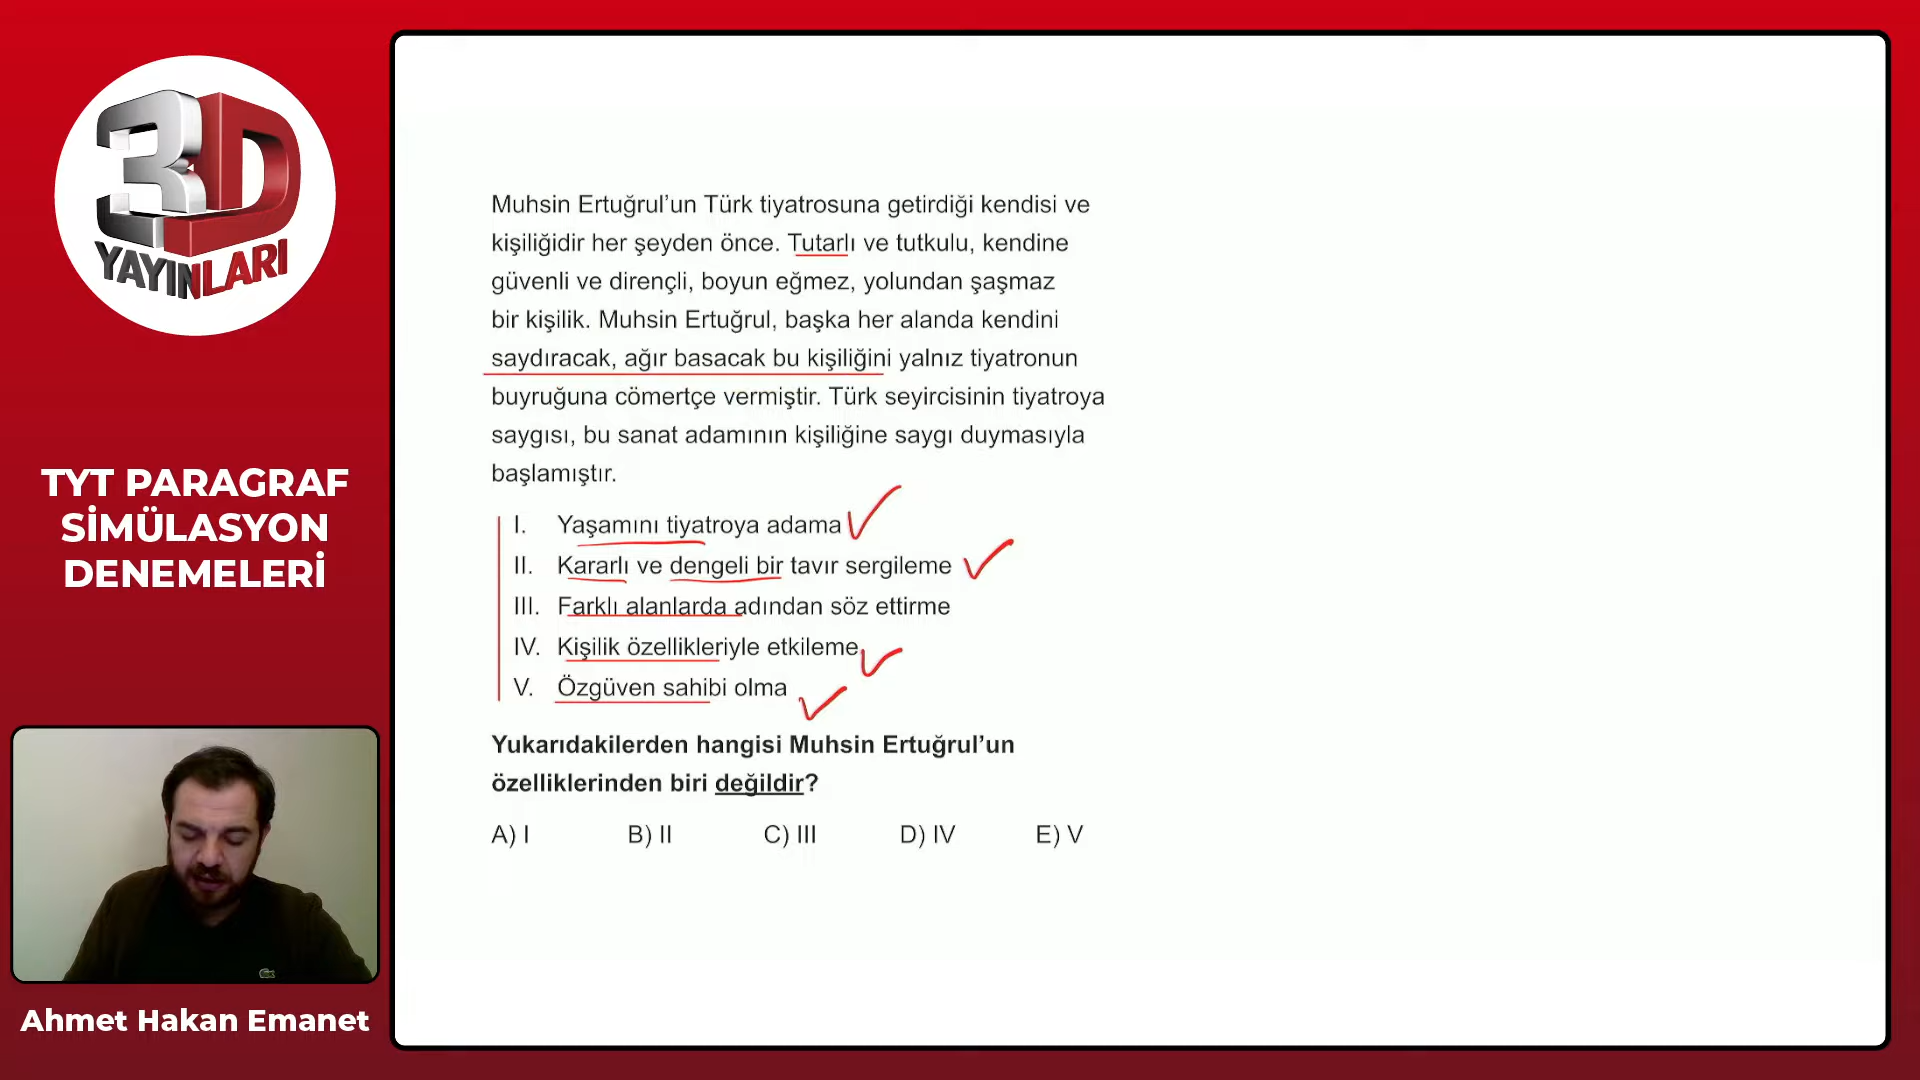 3D
YAYINLARI
TYT PARAGRAF
SİMÜLASYON
DENEMELERİ
Ahmet Hakan Emanet
Muhsin Ertuğrul’un Türk tiyatrosuna getirdiği kendisi ve
kişiliğidir her şeyden önce. Tutarlı ve tutkulu, kendine
güvenli ve dirençli, boyun eğmez, yolundan şaşmaz
bir kişilik. Muhsin Ertuğrul, başka her alanda kendini
saydıracak, ağır basacak bu kişiliğini yalnız tiyatronun
buyruğuna cömertçe vermiştir. Türk seyircisinin tiyatroya
saygısı, bu sanat adamının kişiliğine saygı duymasıyla
başlamıştır.
I. Yaşamını tiyatroya adama
II. Kararlı ve dengeli bir tavır sergileme
III. Farklı alanlarda adından söz ettirme
IV. Kişilik özellikleriyle etkileme
V. Özgüven sahibi olma
Yukarıdakilerden hangisi Muhsin Ertuğrul’un
özelliklerinden biri değildir?
A) I B) II C) III D) IV E) V